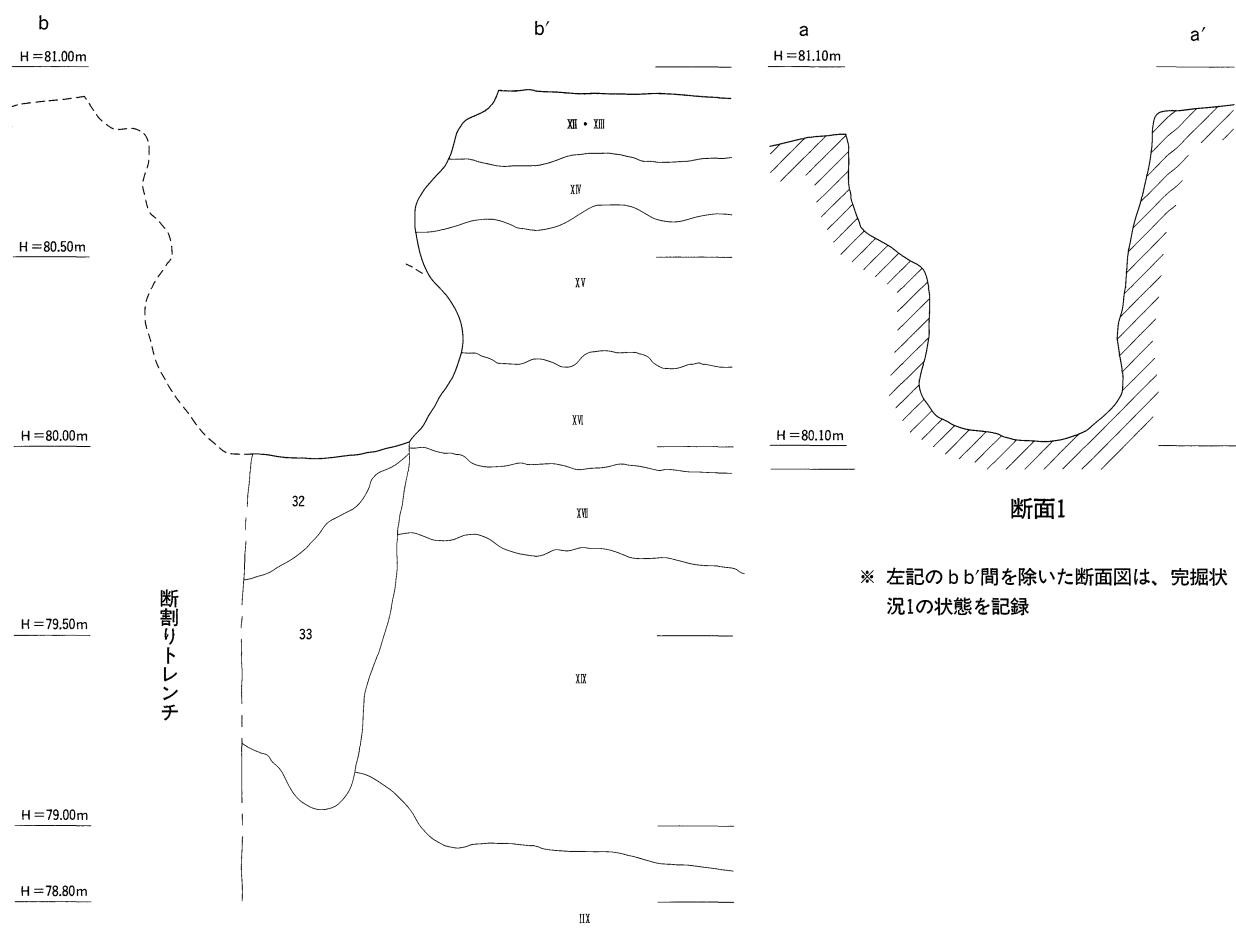 b
b′
H＝81.00m
XII・XIII
XIV
H＝80.50m
XV
XVI
H＝80.00m
32
XVII
断割りトレンチ
H＝79.50m
33
XIX
H＝79.00m
H＝78.80m
IIX
a
a′
H＝81.10m
H＝80.10m
断面1
※ 左記のｂｂ′間を除いた断面図は、完掘状
況1の状態を記録